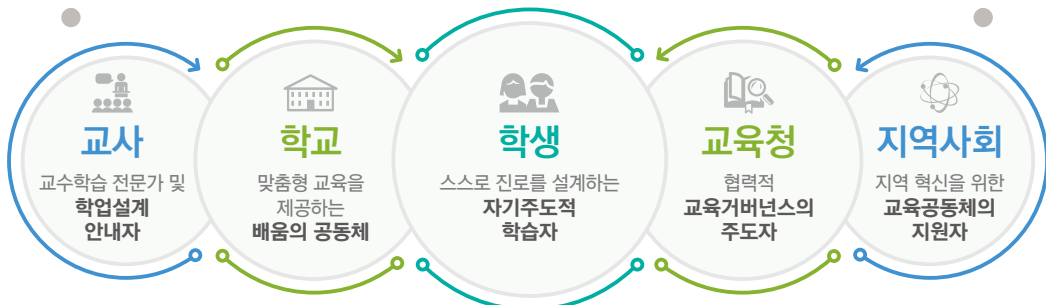 교사
교수학습 전문가 및
학업설계
안내자
학교
맞춤형 교육을
제공하는
배움의 공동체
학생
스스로 진로를 설계하는
자기주도적
학습자
교육청
협력적
교육거버넌스의
주도자
지역사회
지역 혁신을 위한
교육공동체의
지원자